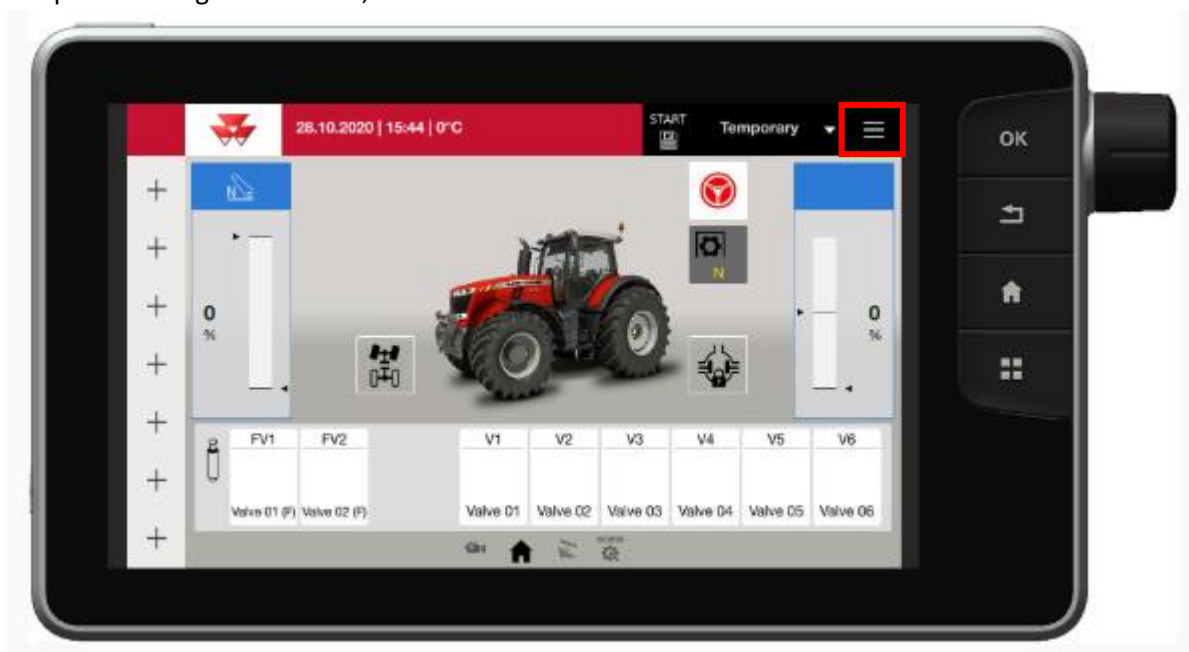 28.10.2020 | 15:44 | 0°C
START
Temporary
OK
N
N
0
%
0
%
FV1 FV2 V1 V2 V3 V4 V5 V6
Valve 01 (F) Valve 02 (F) Valve 01 Valve 02 Valve 03 Valve 04 Valve 05 Valve 06